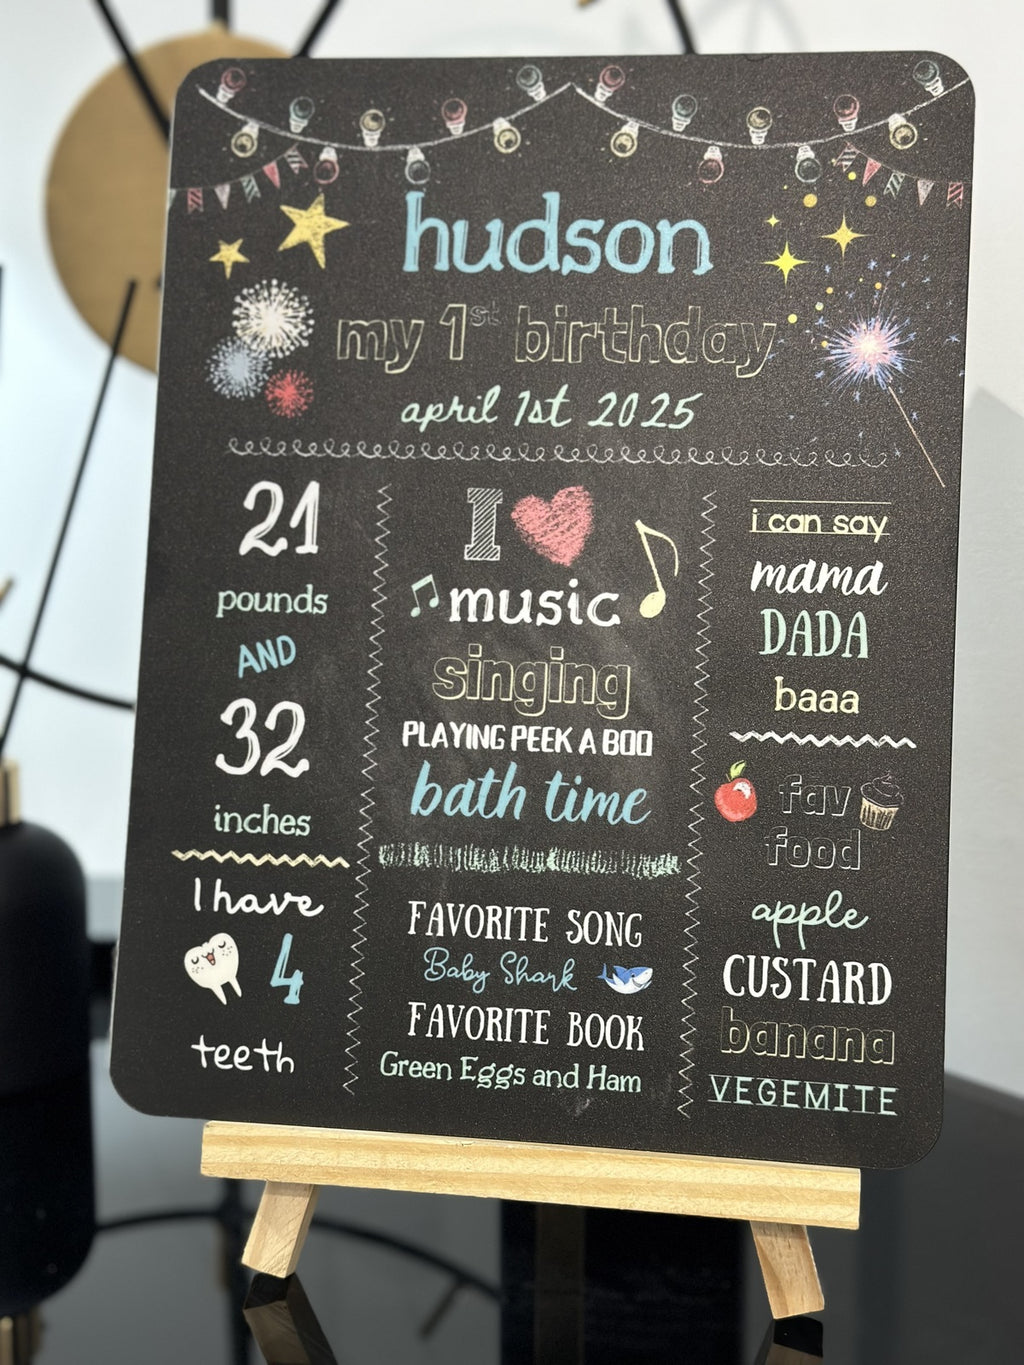 hudson
my 1st birthday
april 1st 2025
21
pounds
AND
32
inches
I have
4
teeth
I
music
singing
PLAYING PEEK A BOO
bath time
FAVORITE SONG
Baby Shark
FAVORITE BOOK
Green Eggs and Ham
i can say
mama
DADA
baaa
fav
food
apple
CUSTARD
banana
VEGEMITE